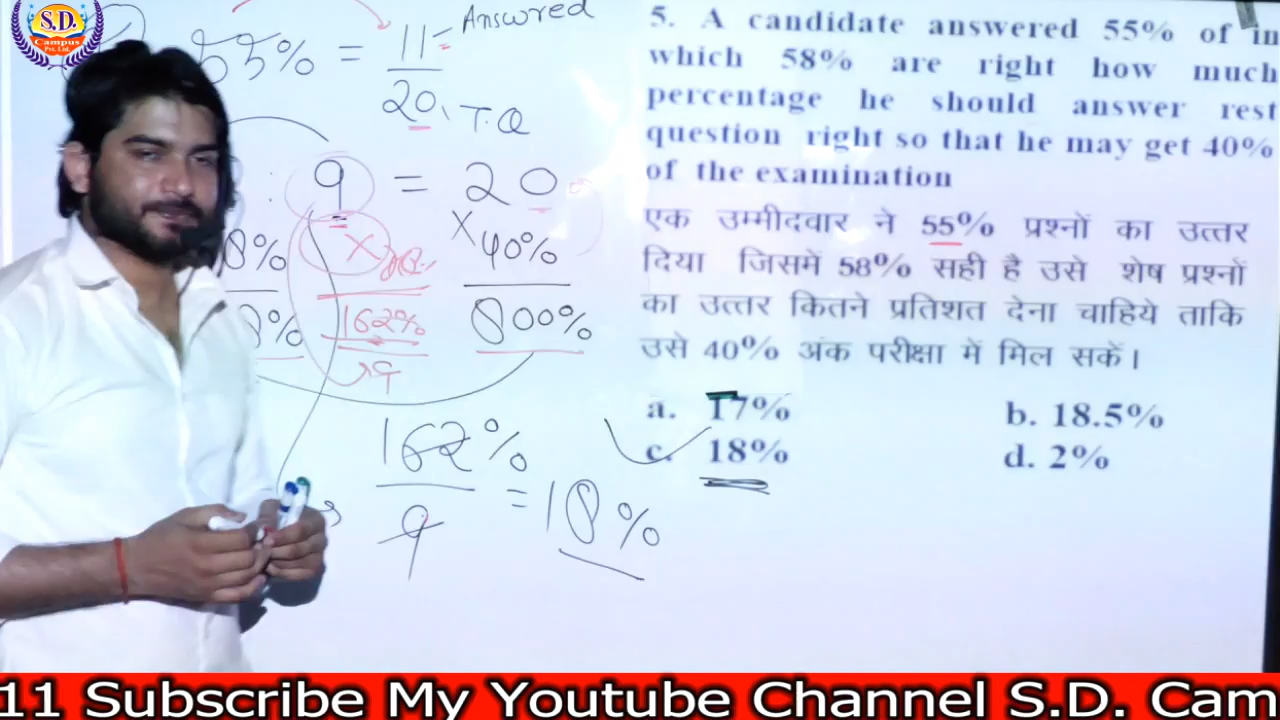 S.D.
Campus
Pvt. Ltd.
55% = 11 - Answered
20 T.Q
: 9 = 20
8% x × 40%
162% 800%
9
162% = 18%
9
5. A candidate answered 55% of in
which 58% are right how much
percentage he should answer rest
question right so that he may get 40%
of the examination
एक उम्मीदवार ने 55% प्रश्नों का उत्तर
दिया जिसमें 58% सही है उसे शेष प्रश्नों
का उत्तर कितने प्रतिशत देना चाहिये ताकि
उसे 40% अंक परीक्षा में मिल सकें।
a. 17% b. 18.5%
c. 18% d. 2%
11 Subscribe My Youtube Channel S.D. Cam